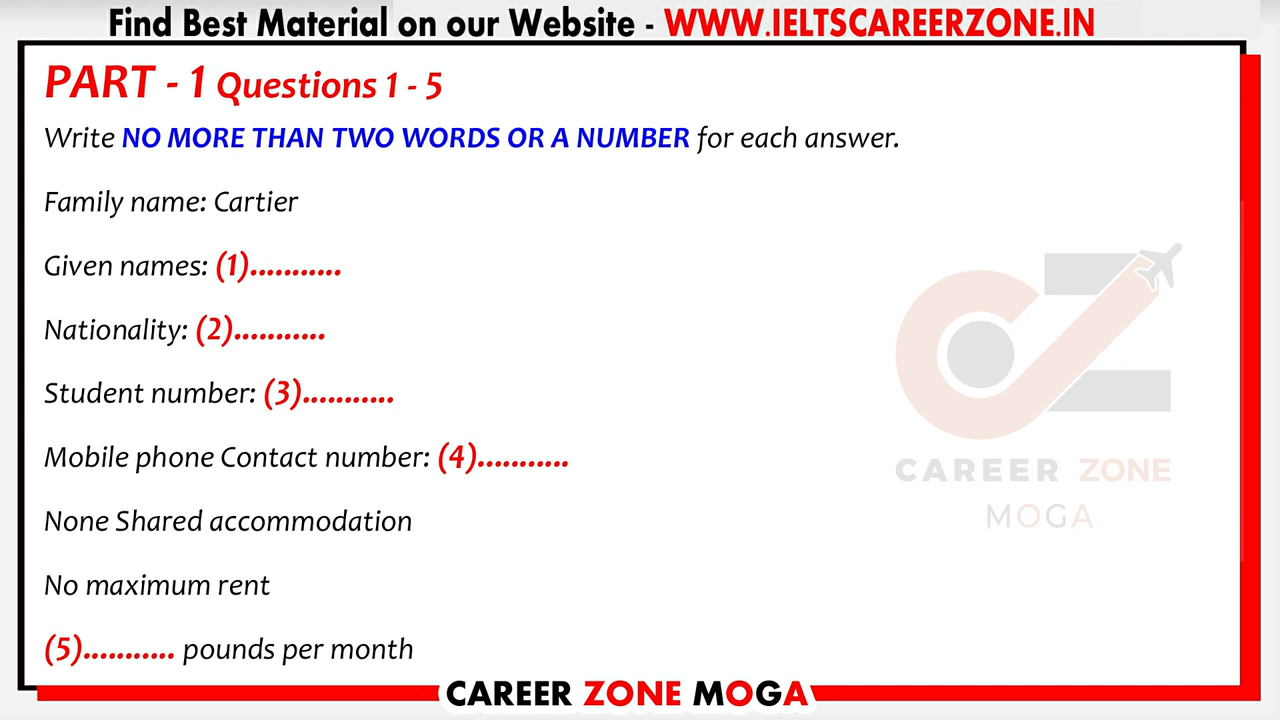 Find Best Material on our Website - WWW.IELTSCAREERZONE.IN
PART - 1 Questions 1 - 5
Write NO MORE THAN TWO WORDS OR A NUMBER for each answer.
Family name: Cartier
Given names: (1)...........
Nationality: (2)...........
Student number: (3)...........
Mobile phone Contact number: (4)...........
None Shared accommodation
No maximum rent
(5)........... pounds per month
CAREER ZONE
MOGA
CAREER ZONE MOGA